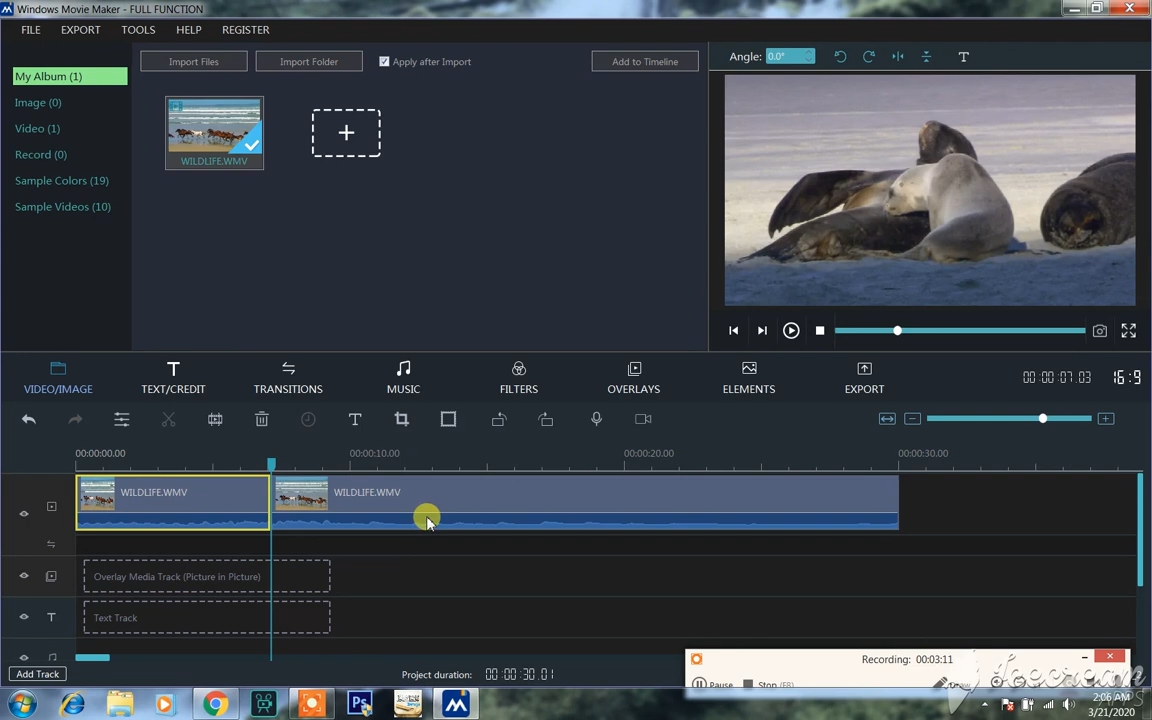 Windows Movie Maker - FULL FUNCTION
FILE EXPORT TOOLS HELP REGISTER
My Album (1)
Image (0)
Video (1)
Record (0)
Sample Colors (19)
Sample Videos (10)
Import Files Import Folder Apply after Import Add to Timeline
WILDLIFE.WMV
Angle: 0.0°
VIDEO/IMAGE TEXT/CREDIT TRANSITIONS MUSIC FILTERS OVERLAYS ELEMENTS EXPORT
00:00:07.03 16:9
00:00:00.00 00:00:10.00 00:00:20.00 00:00:30.00
WILDLIFE.WMV WILDLIFE.WMV
Overlay Media Track (Picture in Picture)
Text Track
Add Track
Project duration: 00:00:30.01
Recording: 00:03:11
Pause Stop (F8)
Icecream
APPS
2:06 AM
3/21/2020